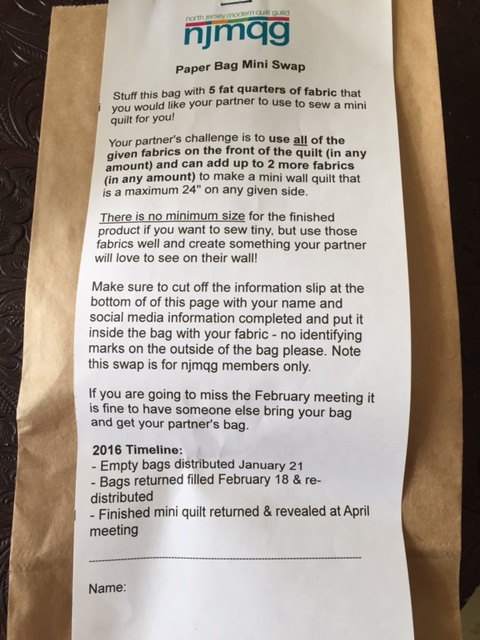 north jersey modern quilt guild
njmqg
Paper Bag Mini Swap
Stuff this bag with 5 fat quarters of fabric that
you would like your partner to use to sew a mini
quilt for you!
Your partner's challenge is to use all of the
given fabrics on the front of the quilt (in any
amount) and can add up to 2 more fabrics
(in any amount) to make a mini wall quilt that
is a maximum 24" on any given side.
There is no minimum size for the finished
product if you want to sew tiny, but use those
fabrics well and create something your partner
will love to see on their wall!
Make sure to cut off the information slip at the
bottom of of this page with your name and
social media information completed and put it
inside the bag with your fabric - no identifying
marks on the outside of the bag please. Note
this swap is for njmqg members only.
If you are going to miss the February meeting it
is fine to have someone else bring your bag
and get your partner's bag.
2016 Timeline:
- Empty bags distributed January 21
- Bags returned filled February 18 & re-
distributed
- Finished mini quilt returned & revealed at April
meeting
Name: